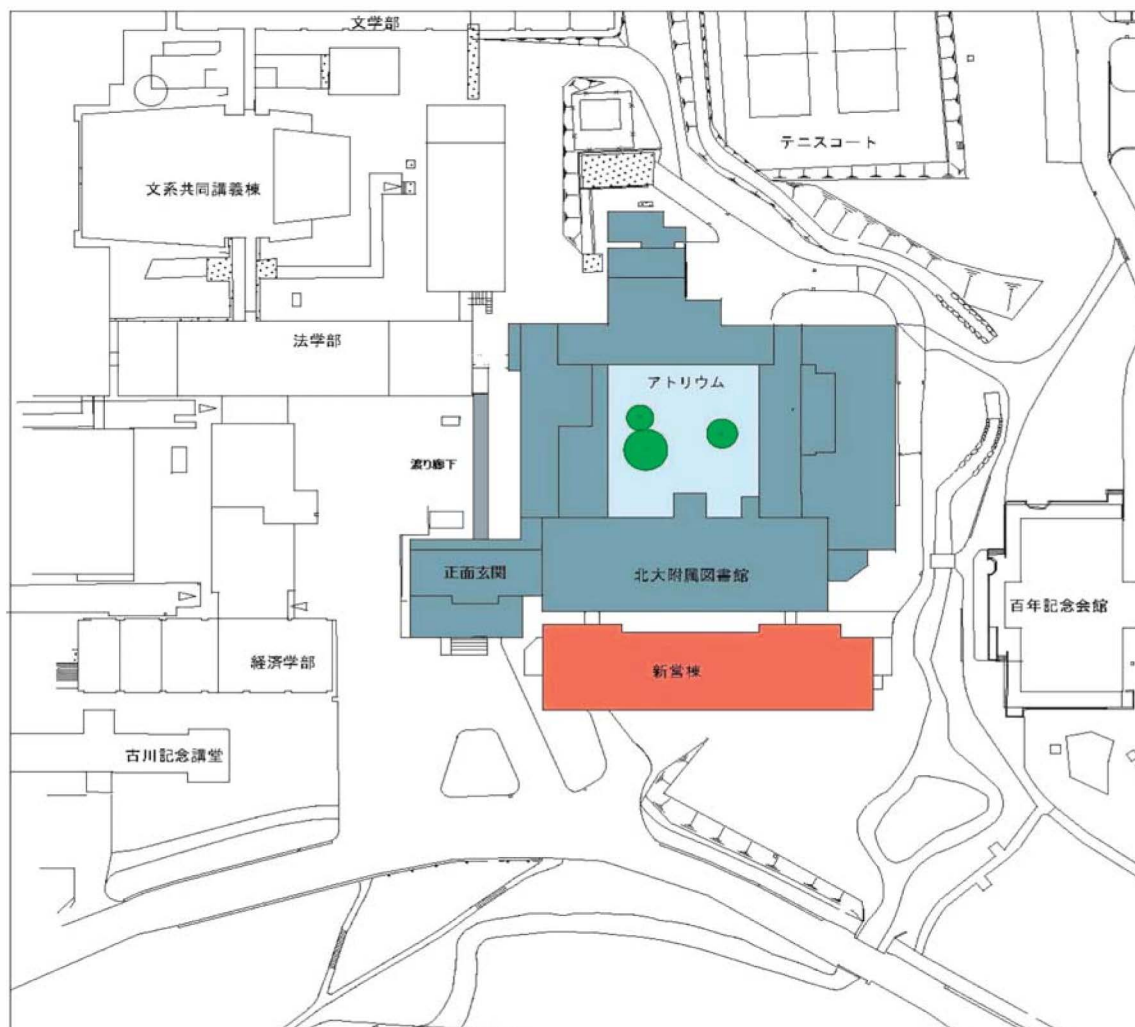 文学部
テニスコート
文系共同講義棟
法学部
アトリウム
渡り廊下
正面玄関
北大附属図書館
百年記念会館
経済学部
新営棟
古川記念講堂